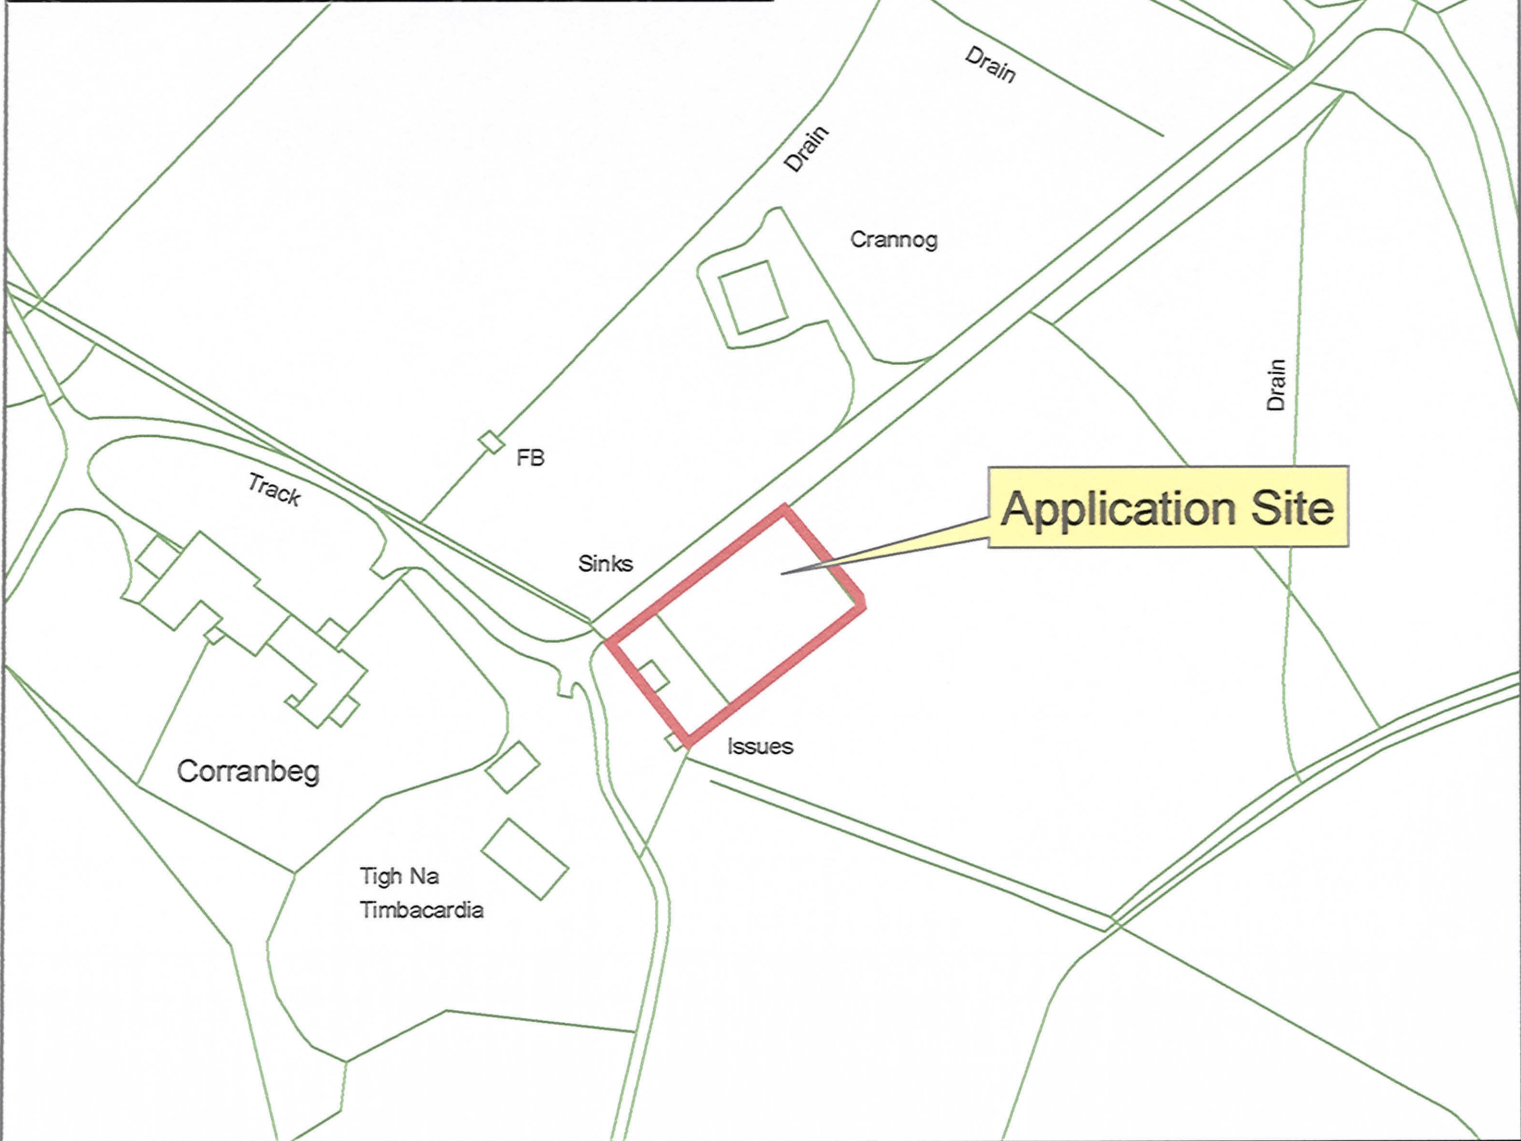 Drain
Drain
Crannog
Drain
FB
Track
Application Site
Sinks
Issues
Corranbeg
Tigh Na
Timbacardia